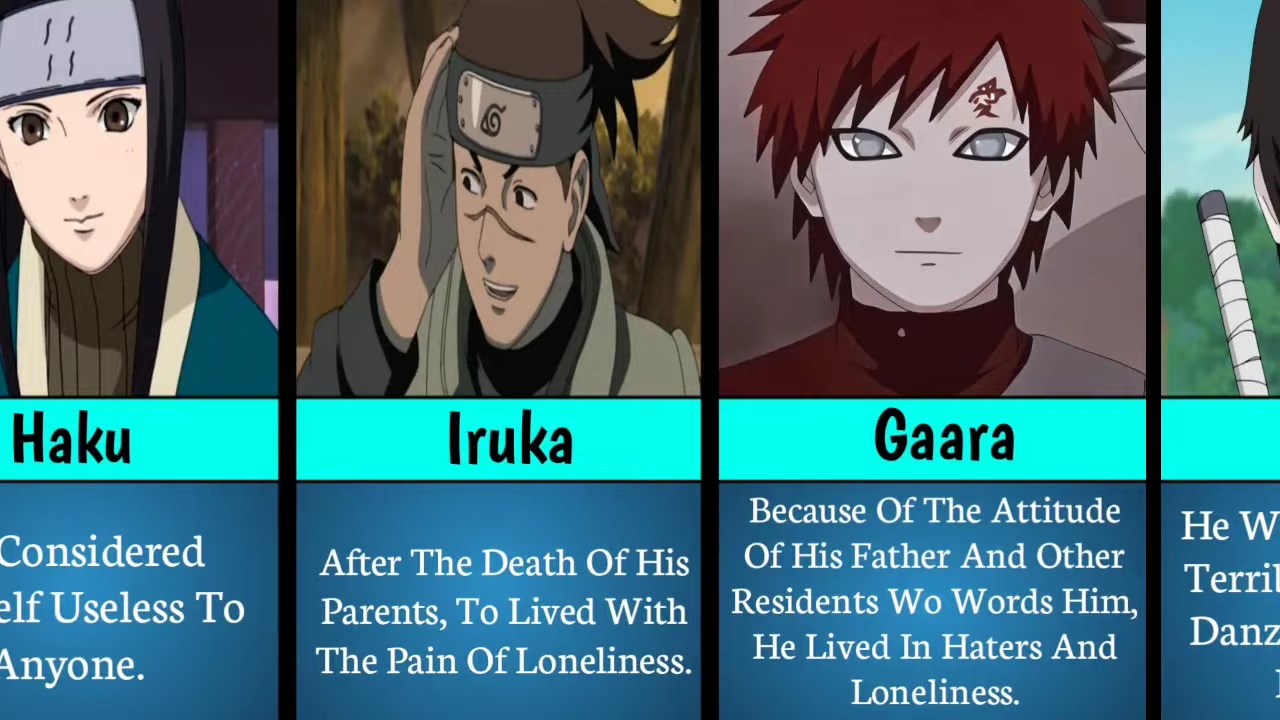 愛
Haku
Iruka
Gaara
Considered
elf Useless To
Anyone.
After The Death Of His
Parents, To Lived With
The Pain Of Loneliness.
Because Of The Attitude
Of His Father And Other
Residents Wo Words Him,
He Lived In Haters And
Loneliness.
He W
Terril
Danz